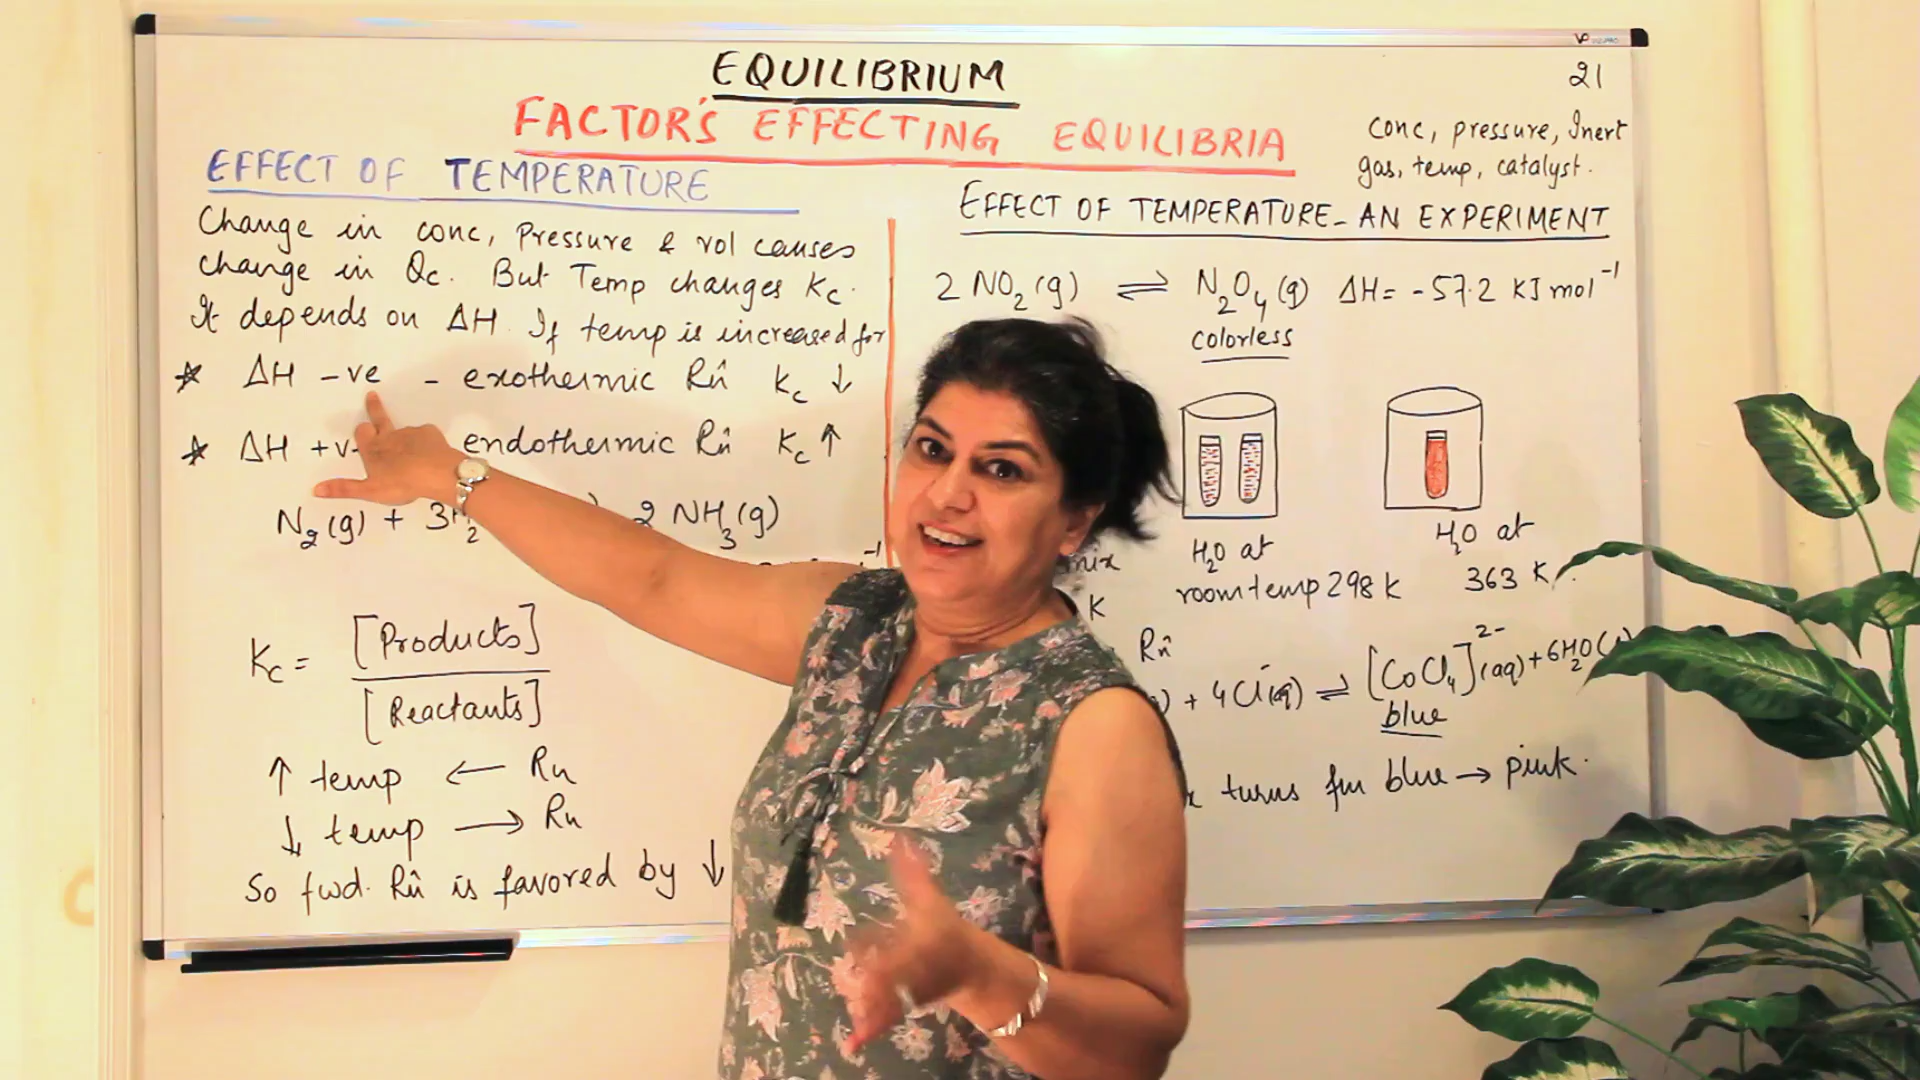 EQUILIBRIUM
21
FACTOR'S EFFECTING EQUILIBRIA
conc, pressure, Inert
gas, temp, catalyst.
EFFECT OF TEMPERATURE
Change in conc, Pressure & vol causes
change in Qc. But Temp changes Kc.
It depends on ΔH. If temp is increased for
☆ ΔH -ve - exothermic Rn̂ Kc ↓
☆ ΔH +v endothermic Rn̂ Kc ↑
N₂(g) + 3H₂ 2 NH₃(g)
⁻¹
Kc = [Products] / [Reactants]
↑ temp ← Rn
↓ temp → Rn
So fwd. Rn̂ is favored by ↓
EFFECT OF TEMPERATURE - AN EXPERIMENT
2 NO₂(g) ⇌ N₂O₄(g) ΔH = -57.2 KJ mol⁻¹
colorless
mix
H₂O at
room temp 298 K
H₂O at
363 K.
K
Rn̂
) + 4Cl⁻(aq) ⇌ [CoCl₄]²⁻(aq) + 6H₂O(
blue
turns frm blue → pink.